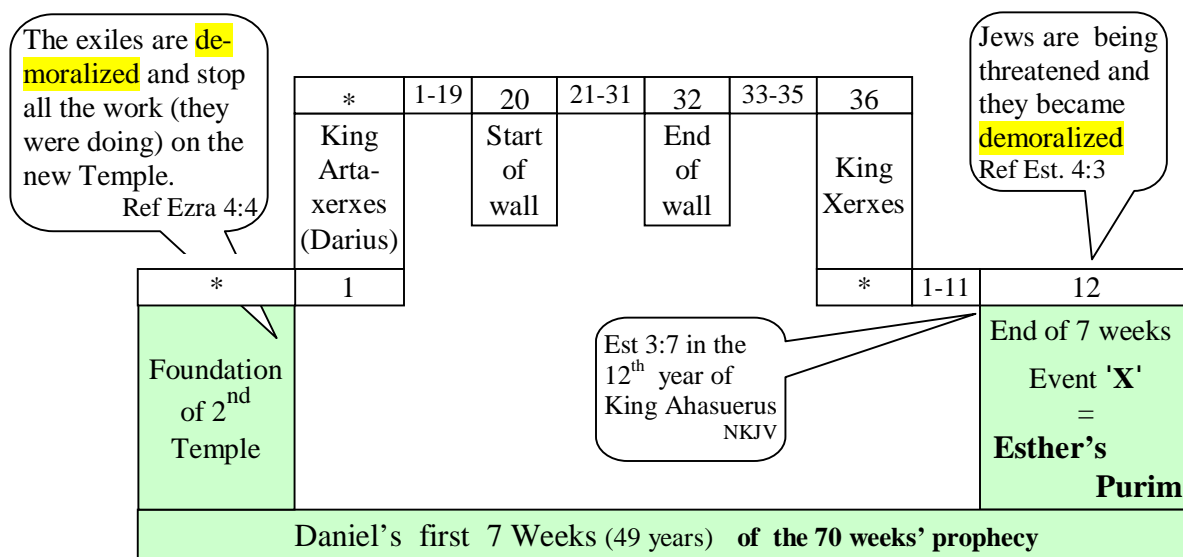 The exiles are de-
moralized and stop
all the work (they
were doing) on the
new Temple.
Ref Ezra 4:4
Jews are being
threatened and
they became
demoralized
Ref Est. 4:3
* 1-19 20 21-31 32 33-35 36
King
Arta-
xerxes
(Darius)
Start
of
wall
End
of
wall
King
Xerxes
* 1 * 1-11 12
Foundation
of 2nd
Temple
Est 3:7 in the
12th year of
King Ahasuerus
NKJV
End of 7 weeks
Event 'X'
=
Esther's
Purim
Daniel's first 7 Weeks (49 years) of the 70 weeks' prophecy